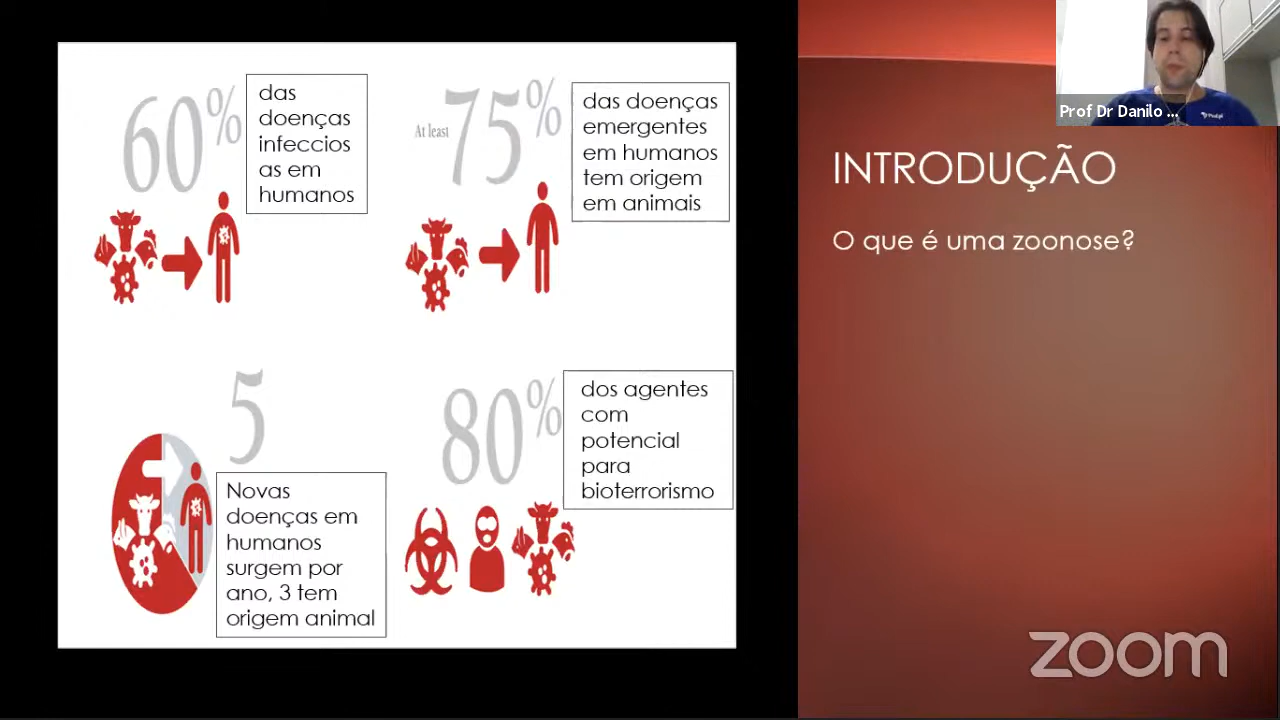 60%
das
doenças
infeccios
as em
humanos
At least 75%
das doenças
emergentes
em humanos
tem origem
em animais
5
Novas
doenças em
humanos
surgem por
ano, 3 tem
origem animal
80%
dos agentes
com
potencial
para
bioterrorismo
Prof Dr Danilo ...
INTRODUÇÃO
O que é uma zoonose?
zoom